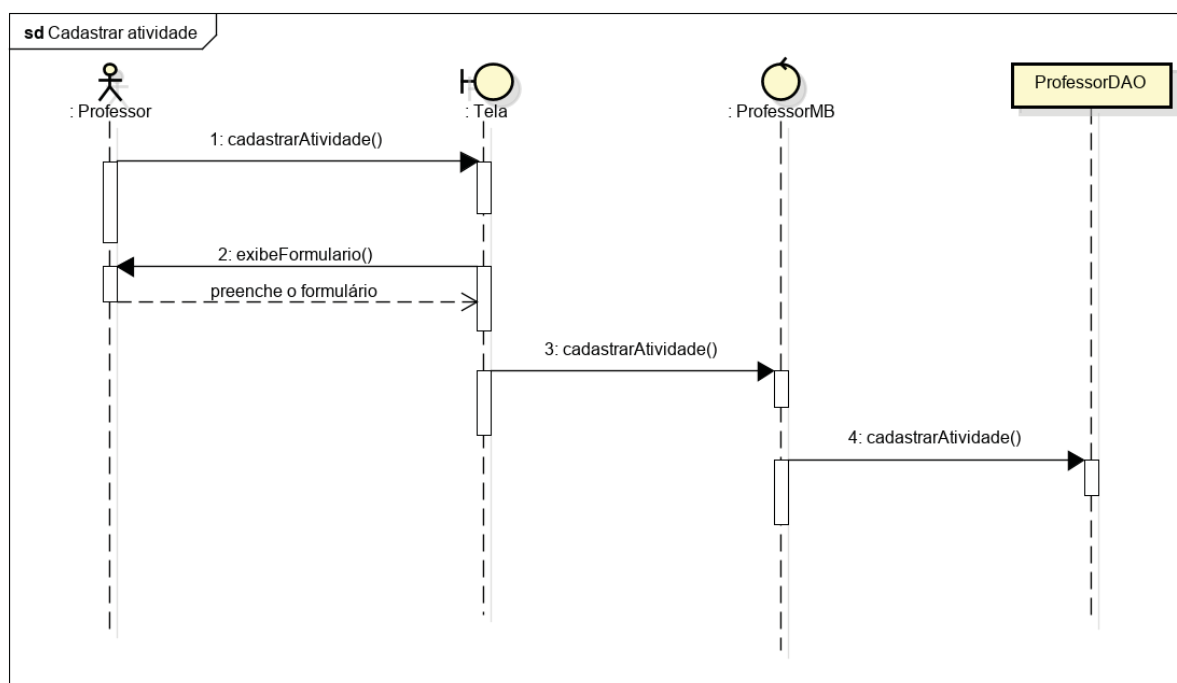 sd Cadastrar atividade
: Professor
: Tela
: ProfessorMB
ProfessorDAO
1: cadastrarAtividade()
2: exibeFormulario()
preenche o formulário
3: cadastrarAtividade()
4: cadastrarAtividade()